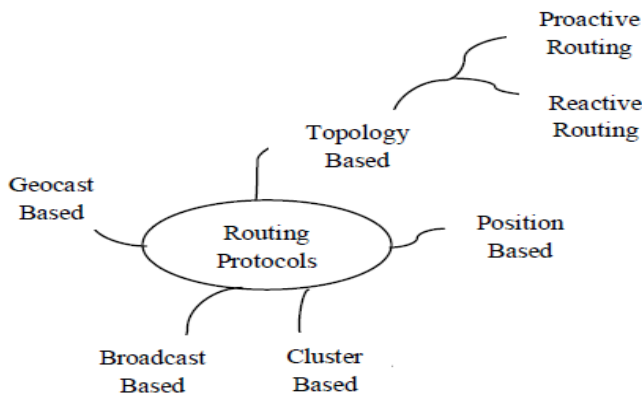 Proactive
Routing
Reactive
Routing
Topology
Based
Geocast
Based
Routing
Protocols
Position
Based
Broadcast
Based
Cluster
Based